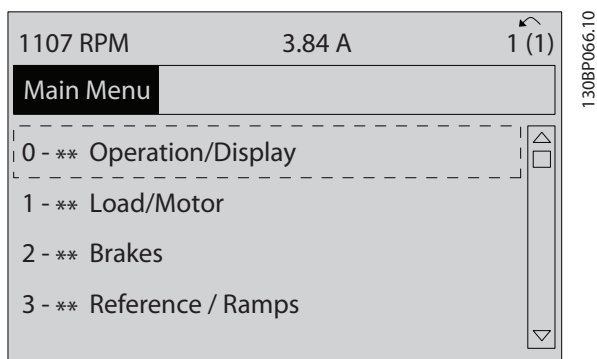 1107 RPM 3.84 A 1 (1)
Main Menu
0 - ** Operation/Display
1 - ** Load/Motor
2 - ** Brakes
3 - ** Reference / Ramps
130BP066.10